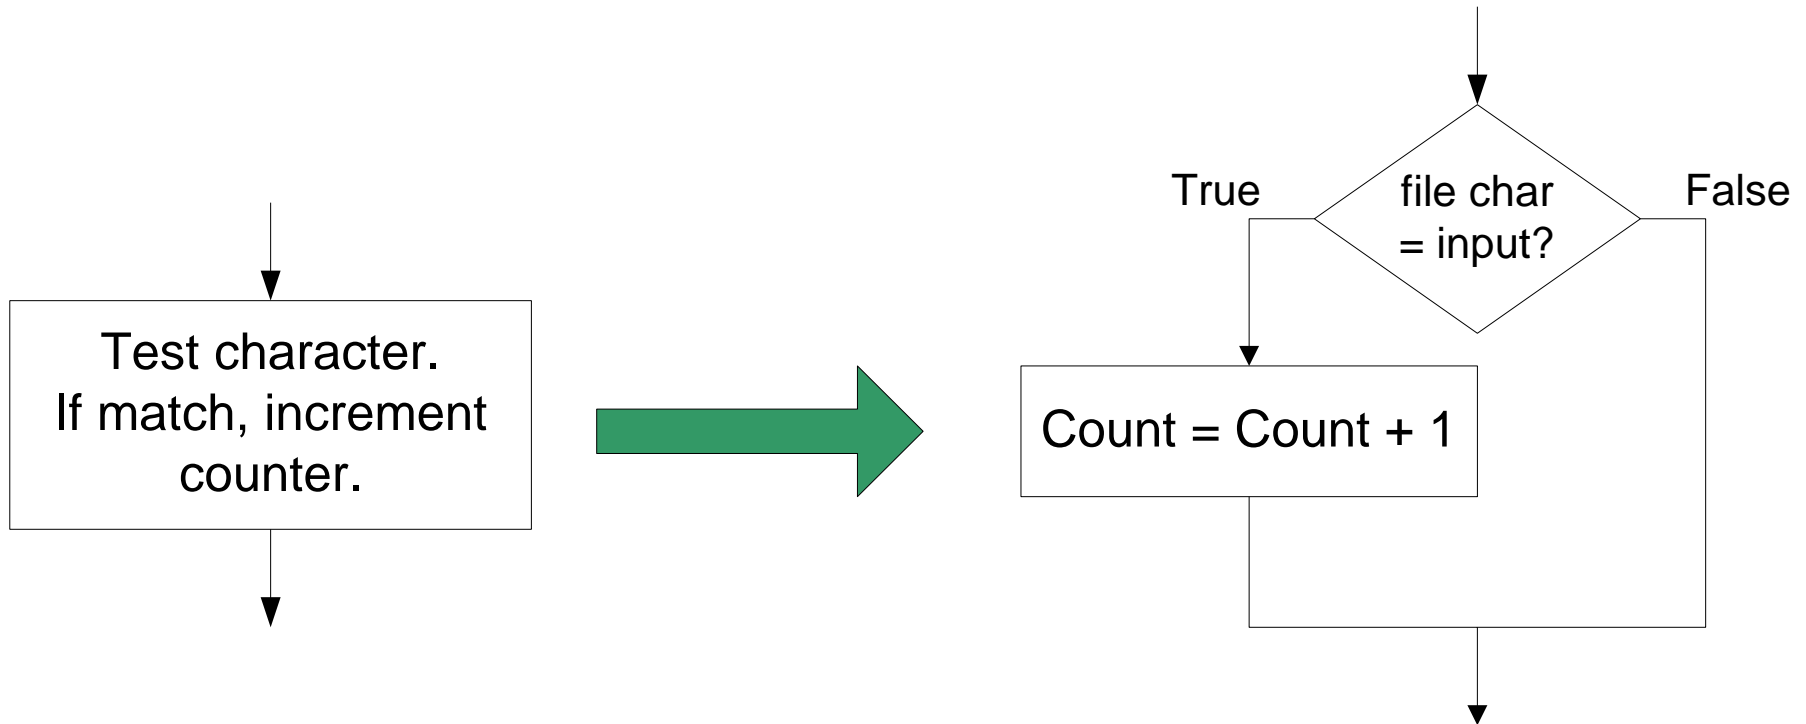 Test character.
If match, increment
counter.
True
file char
= input?
False
Count = Count + 1